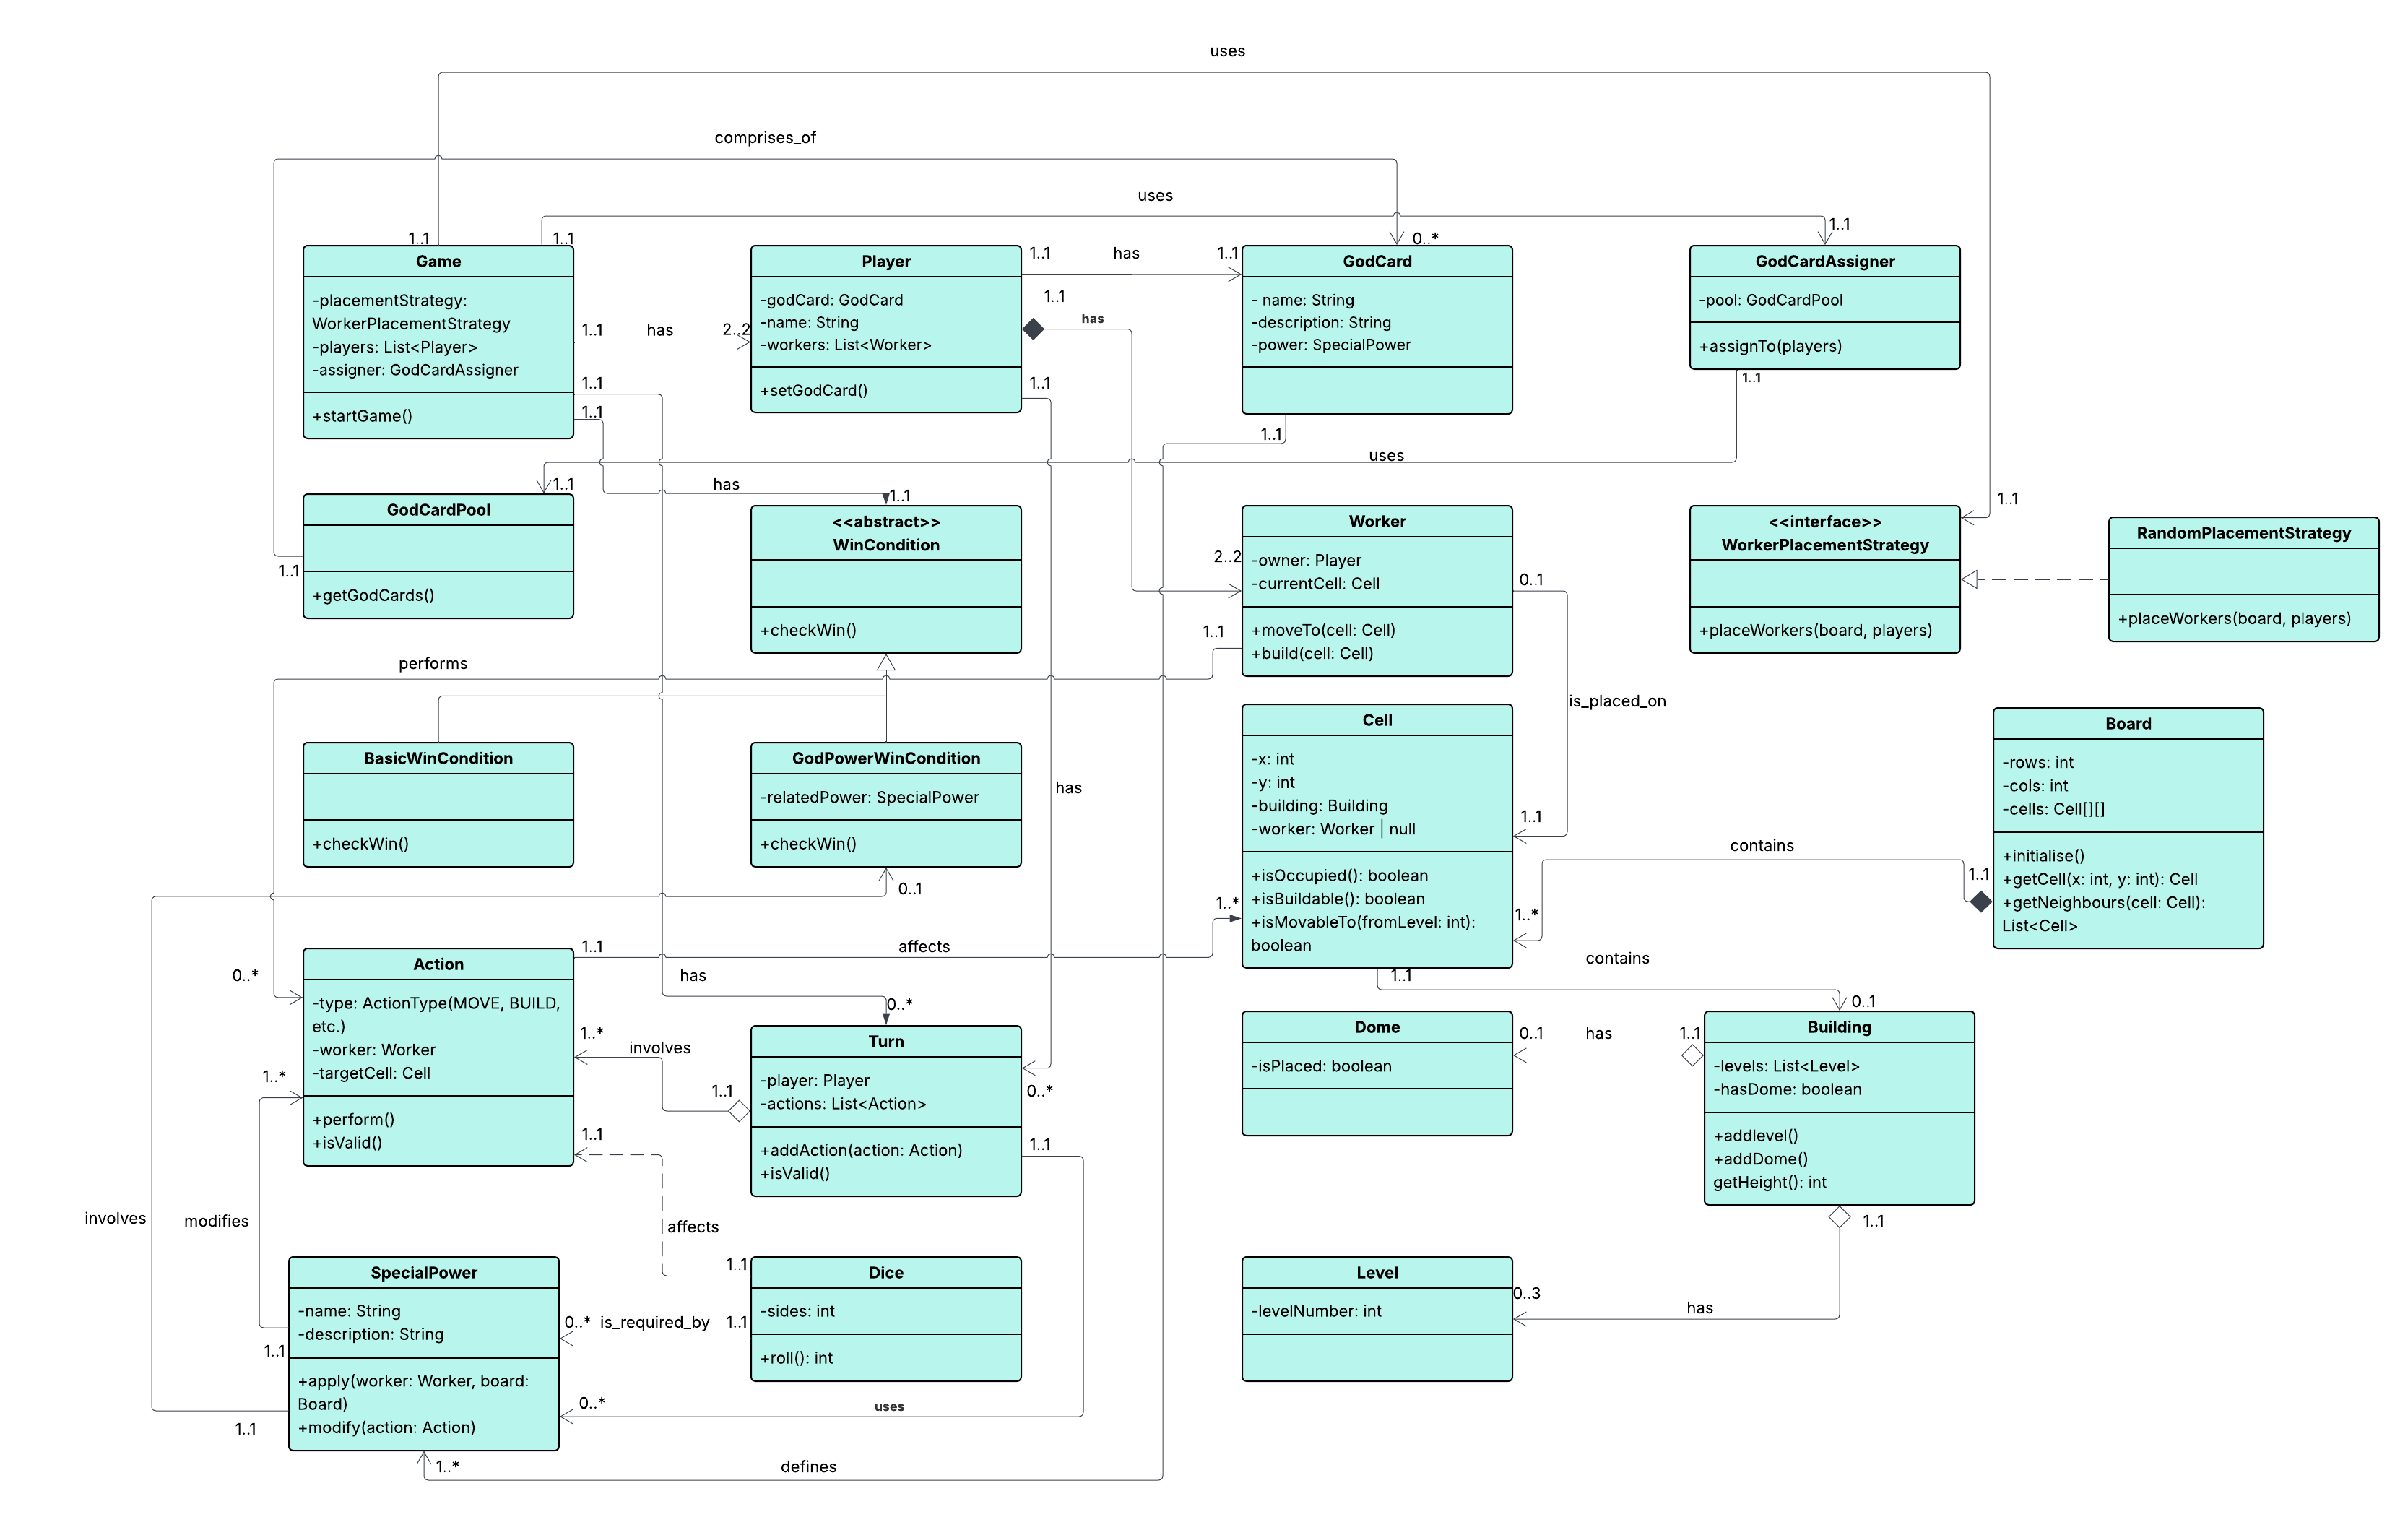 uses
comprises_of
uses
1..1
1..1
1..1
0..*
Game
-placementStrategy:
WorkerPlacementStrategy
-players: List<Player>
-assigner: GodCardAssigner
+startGame()
1..1
has
2..2
1..1
1..1
Player
-godCard: GodCard
-name: String
-workers: List<Worker>
+setGodCard()
1..1
has
1..1
1..1
has
1..1
GodCard
- name: String
-description: String
-power: SpecialPower
1..1
GodCardAssigner
-pool: GodCardPool
+assignTo(players)
1..1
uses
1..1
has
1..1
1..1
GodCardPool
+getGodCards()
1..1
<<abstract>>
WinCondition
+checkWin()
2..2
Worker
-owner: Player
-currentCell: Cell
+moveTo(cell: Cell)
+build(cell: Cell)
0..1
1..1
<<interface>>
WorkerPlacementStrategy
+placeWorkers(board, players)
RandomPlacementStrategy
+placeWorkers(board, players)
performs
is_placed_on
BasicWinCondition
+checkWin()
GodPowerWinCondition
-relatedPower: SpecialPower
+checkWin()
0..1
has
Cell
-x: int
-y: int
-building: Building
-worker: Worker | null
+isOccupied(): boolean
+isBuildable(): boolean
+isMovableTo(fromLevel: int):
boolean
1..1
1..*
1..*
1..1
contains
1..1
Board
-rows: int
-cols: int
-cells: Cell[][]
+initialise()
+getCell(x: int, y: int): Cell
+getNeighbours(cell: Cell):
List<Cell>
1..1
affects
contains
0..*
has
0..*
0..1
Action
-type: ActionType(MOVE, BUILD,
etc.)
-worker: Worker
-targetCell: Cell
+perform()
+isValid()
1..*
involves
1..1
1..*
1..1
Turn
-player: Player
-actions: List<Action>
+addAction(action: Action)
+isValid()
0..*
1..1
Dome
-isPlaced: boolean
0..1
has
1..1
Building
-levels: List<Level>
-hasDome: boolean
+addlevel()
+addDome()
getHeight(): int
1..1
involves
modifies
affects
1..1
SpecialPower
-name: String
-description: String
+apply(worker: Worker, board:
Board)
+modify(action: Action)
1..1
1..1
0..*
is_required_by
1..1
Dice
-sides: int
+roll(): int
0..*
uses
Level
-levelNumber: int
0..3
has
1..*
defines